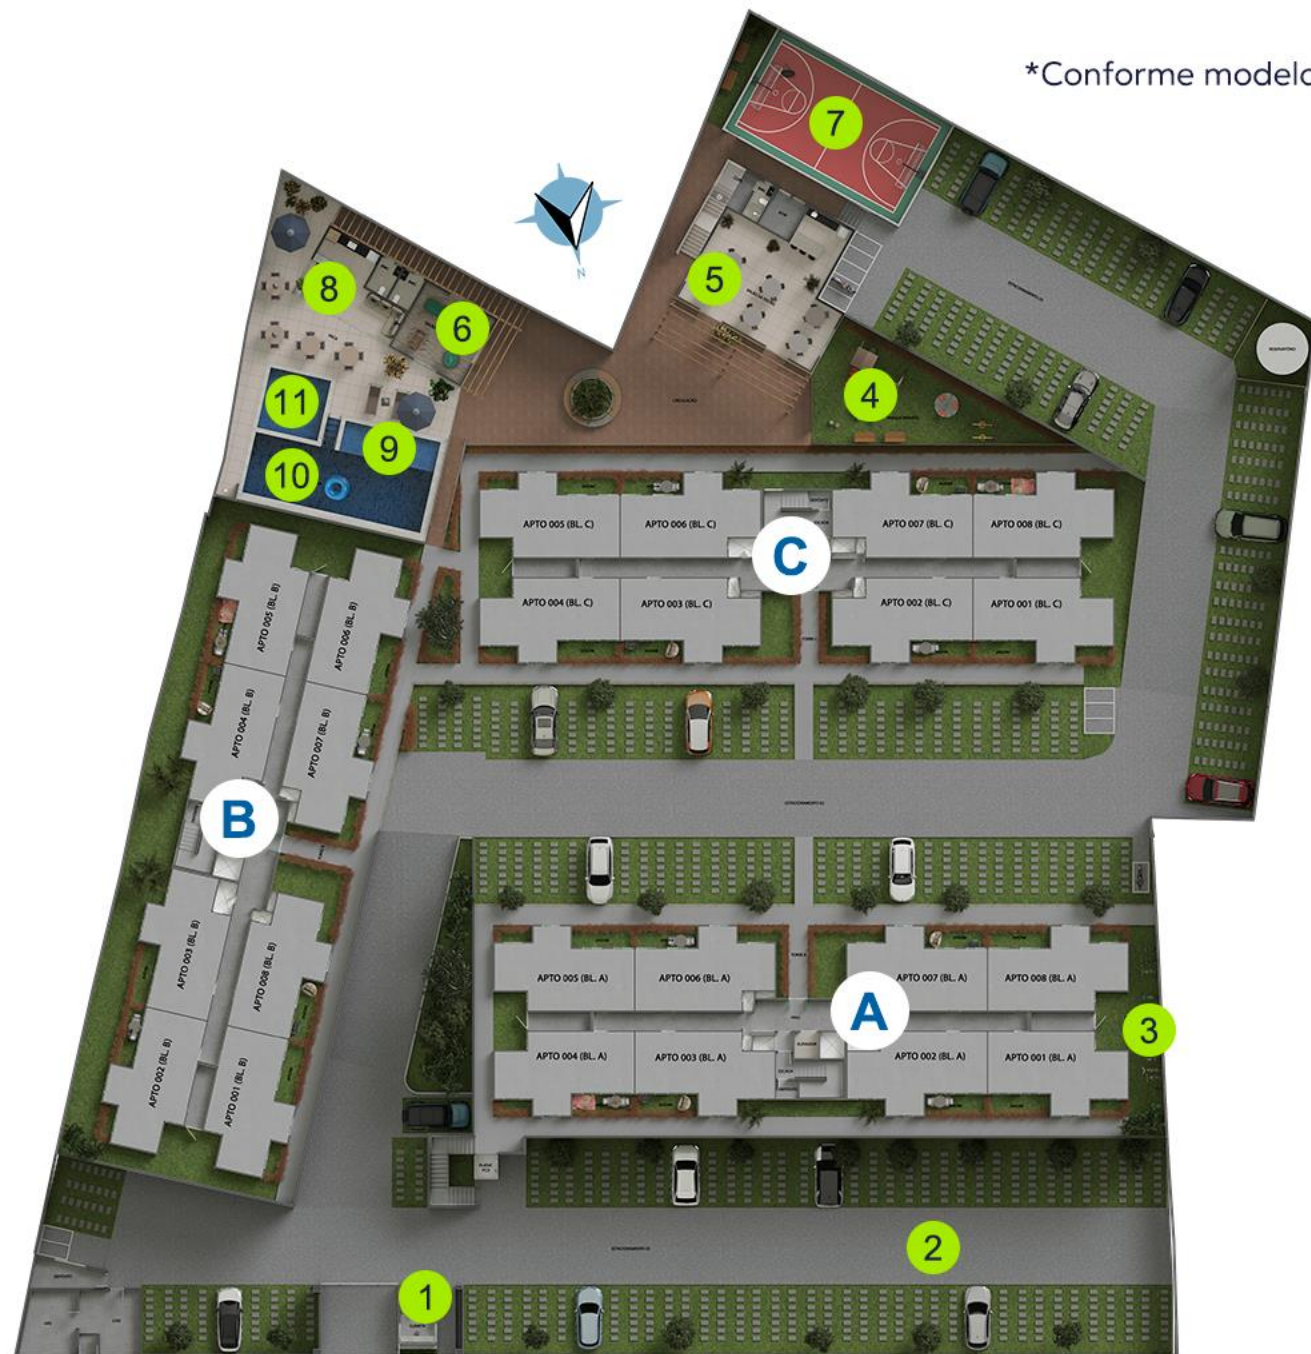 *Conforme modelo
7
N
8
5
6
RESERVATÓRIO
11
4
9
10
APTO 005 (BL. C)
APTO 006 (BL. C)
APTO 007 (BL. C)
APTO 008 (BL. C)
C
APTO 004 (BL. C)
APTO 003 (BL. C)
APTO 002 (BL. C)
APTO 001 (BL. C)
APTO 005 (BL. B)
APTO 006 (BL. B)
APTO 004 (BL. B)
APTO 007 (BL. B)
B
APTO 003 (BL. B)
APTO 008 (BL. B)
APTO 002 (BL. B)
APTO 001 (BL. B)
APTO 005 (BL. A)
APTO 006 (BL. A)
APTO 007 (BL. A)
APTO 008 (BL. A)
A
3
APTO 004 (BL. A)
APTO 003 (BL. A)
APTO 002 (BL. A)
APTO 001 (BL. A)
2
1